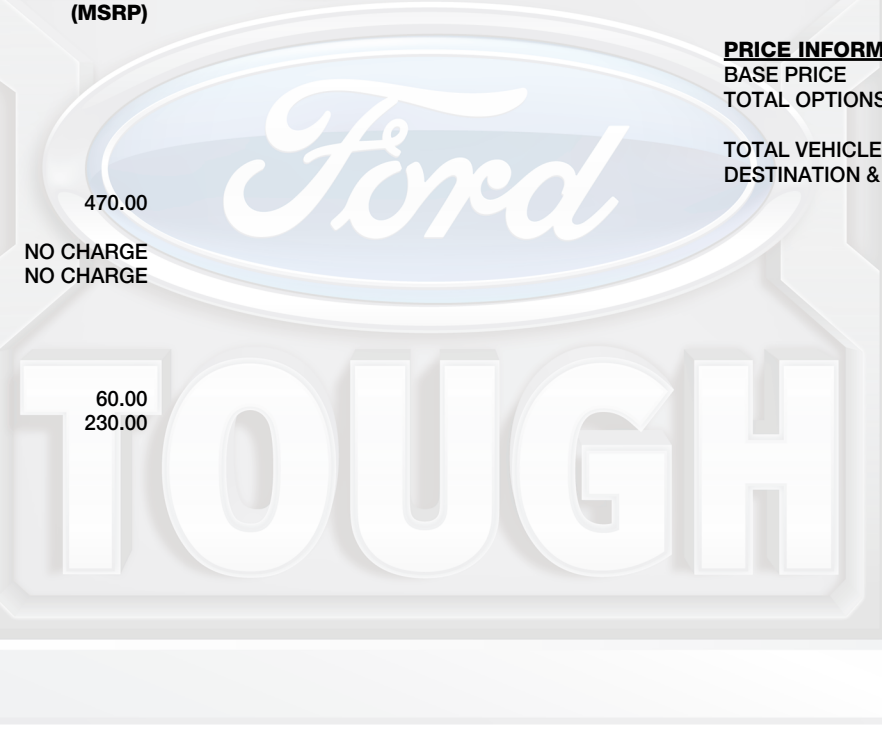 (MSRP)
PRICE INFORM
BASE PRICE
TOTAL OPTIONS
TOTAL VEHICLE
DESTINATION &
470.00
NO CHARGE
NO CHARGE
60.00
230.00
Ford
TOUGH